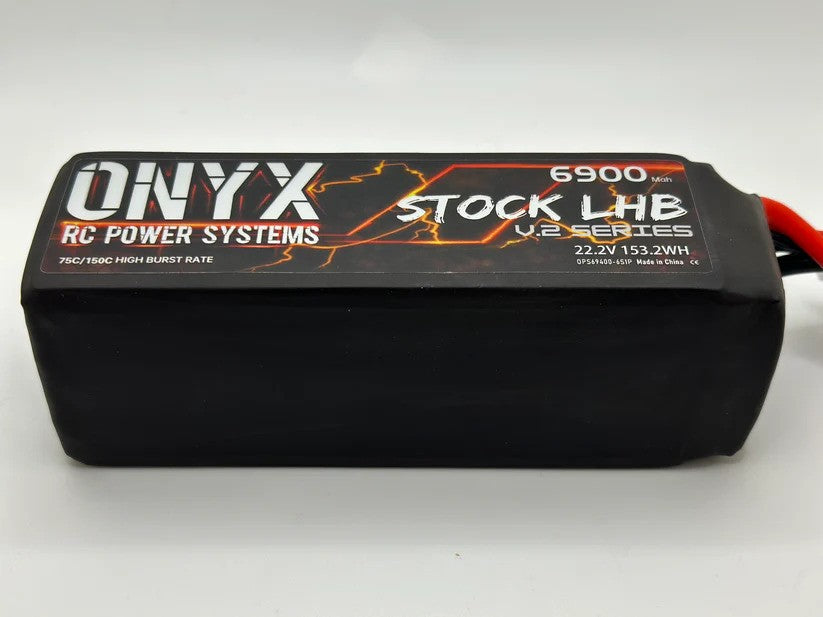 ONYX
RC POWER SYSTEMS
75C/150C HIGH BURST RATE
6900 Mah
STOCK LHB
V.2 SERIES
22.2V 153.2WH
OPS69400-6S1P Made in China CE